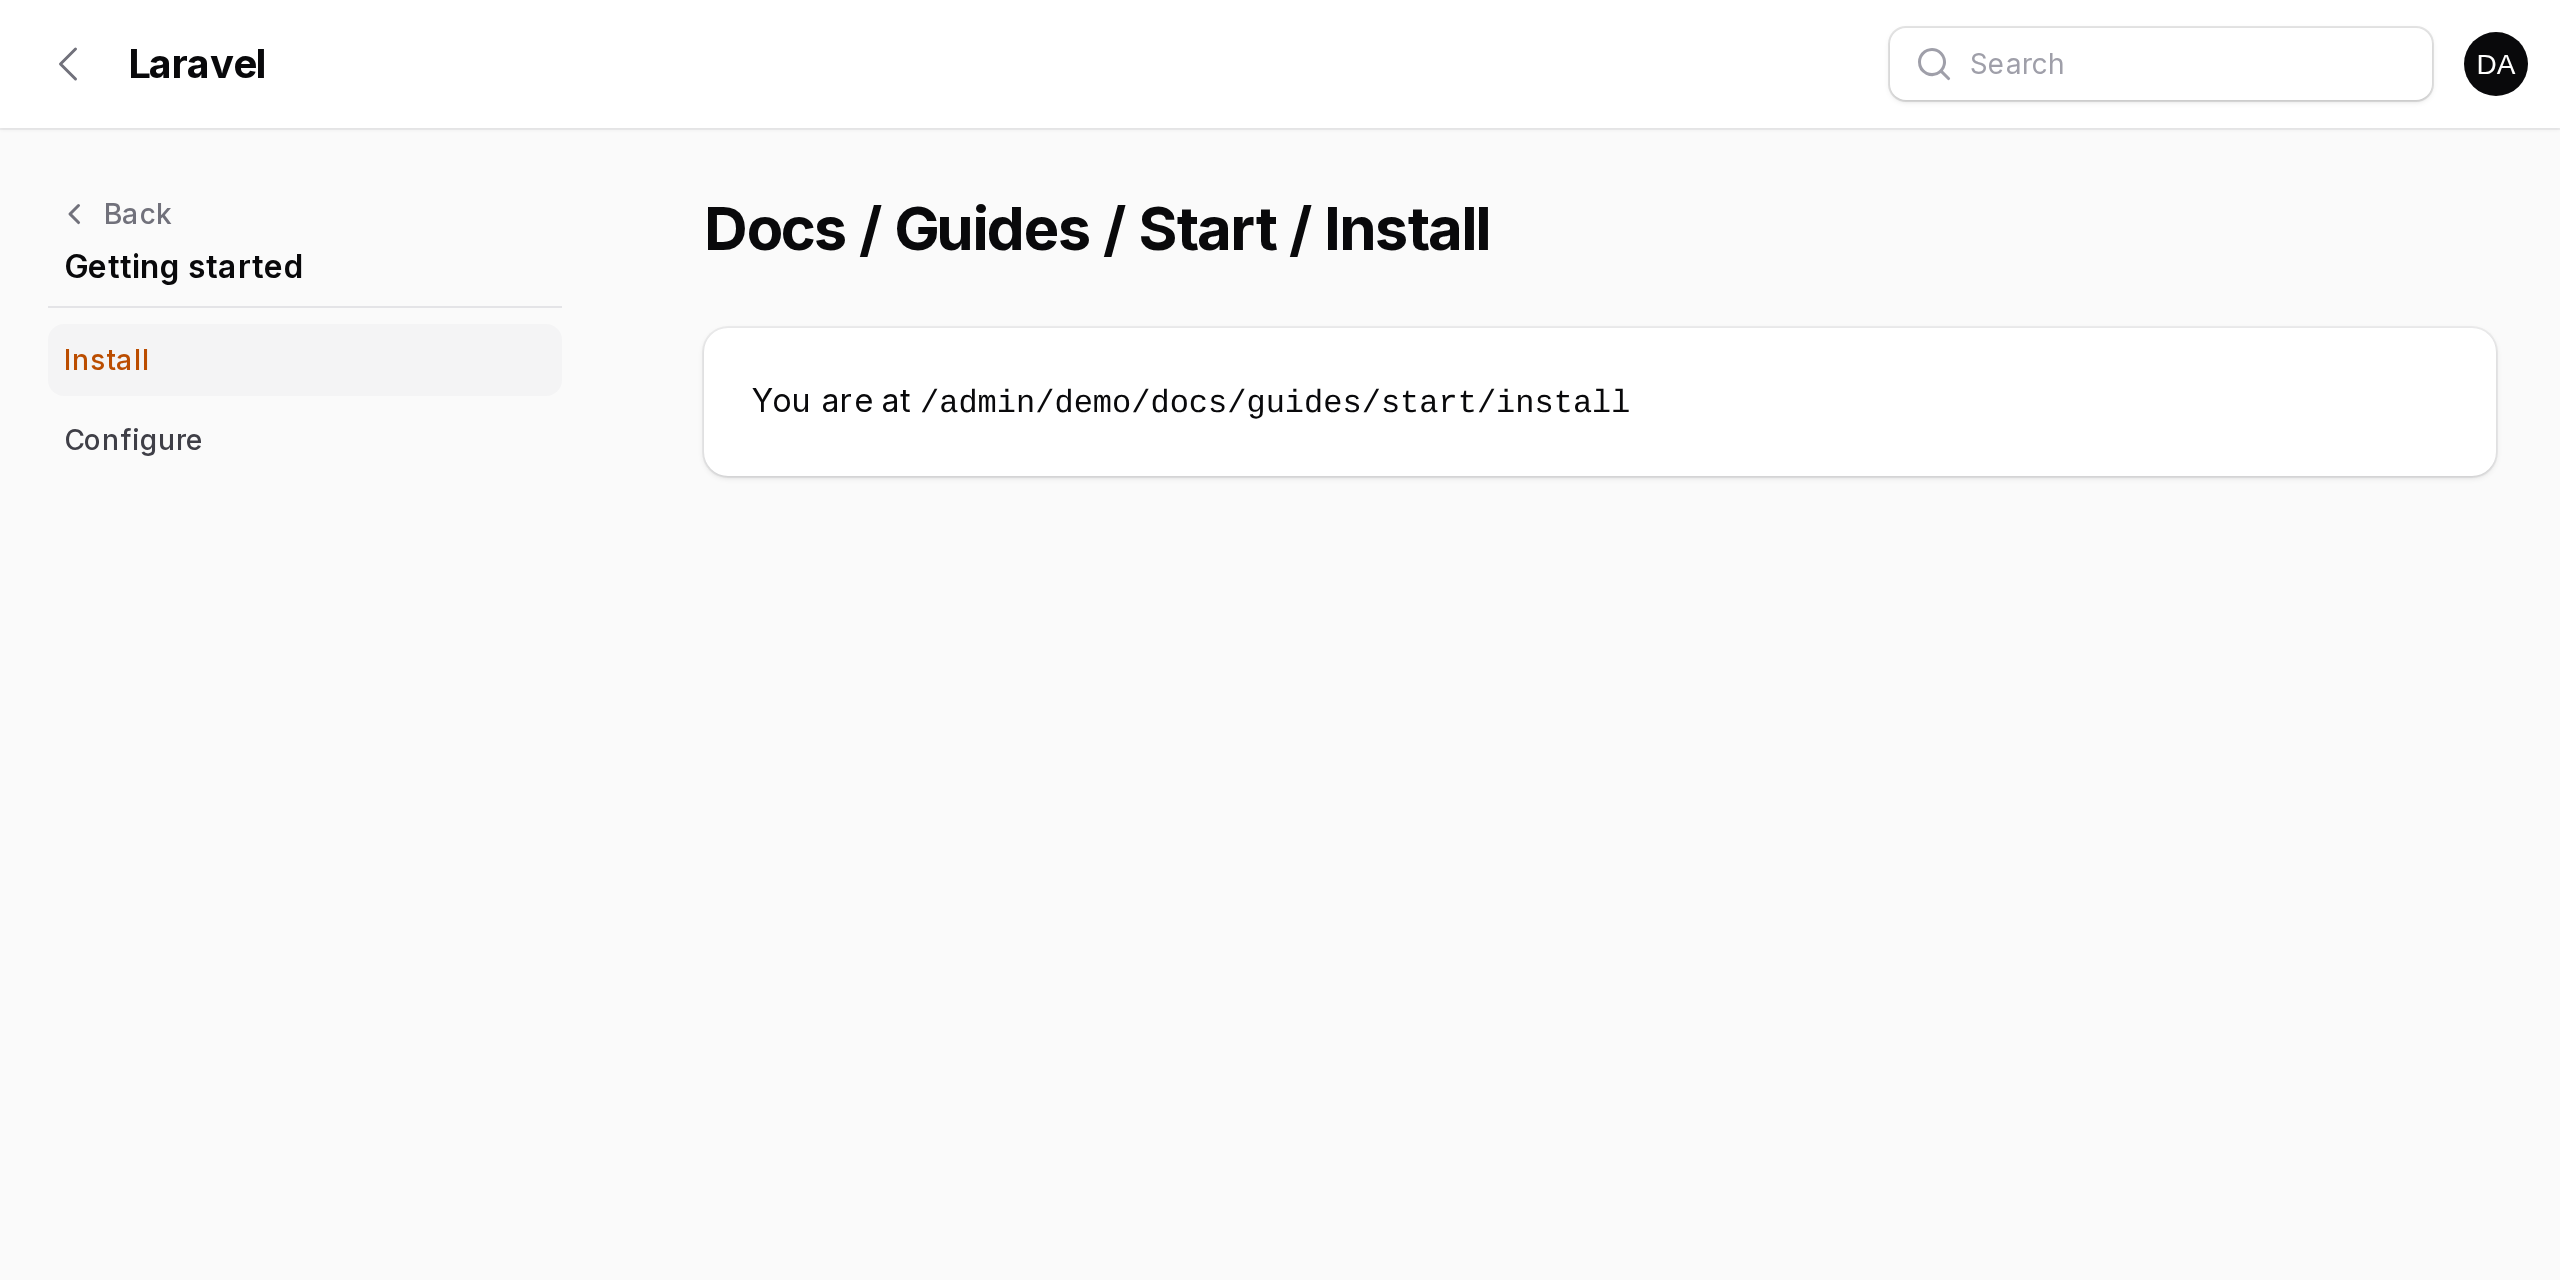 Laravel
Search
DA
Back
Getting started
Install
Configure
Docs / Guides / Start / Install
You are at /admin/demo/docs/guides/start/install